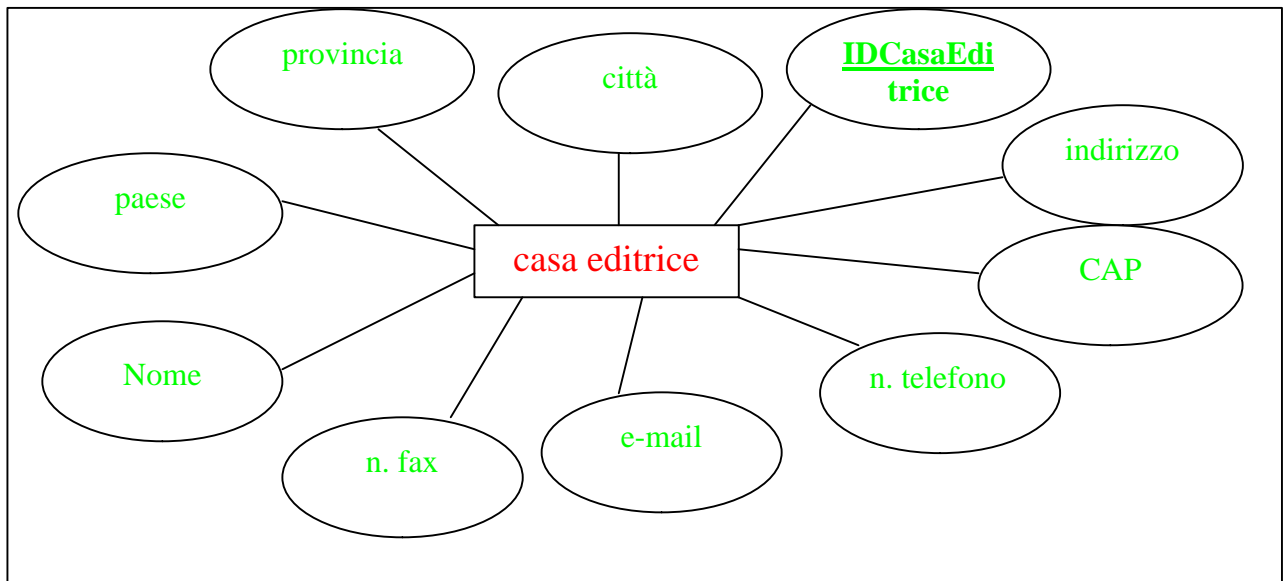 provincia
città
IDCasaEdi
trice
indirizzo
paese
casa editrice
CAP
Nome
n. telefono
e-mail
n. fax